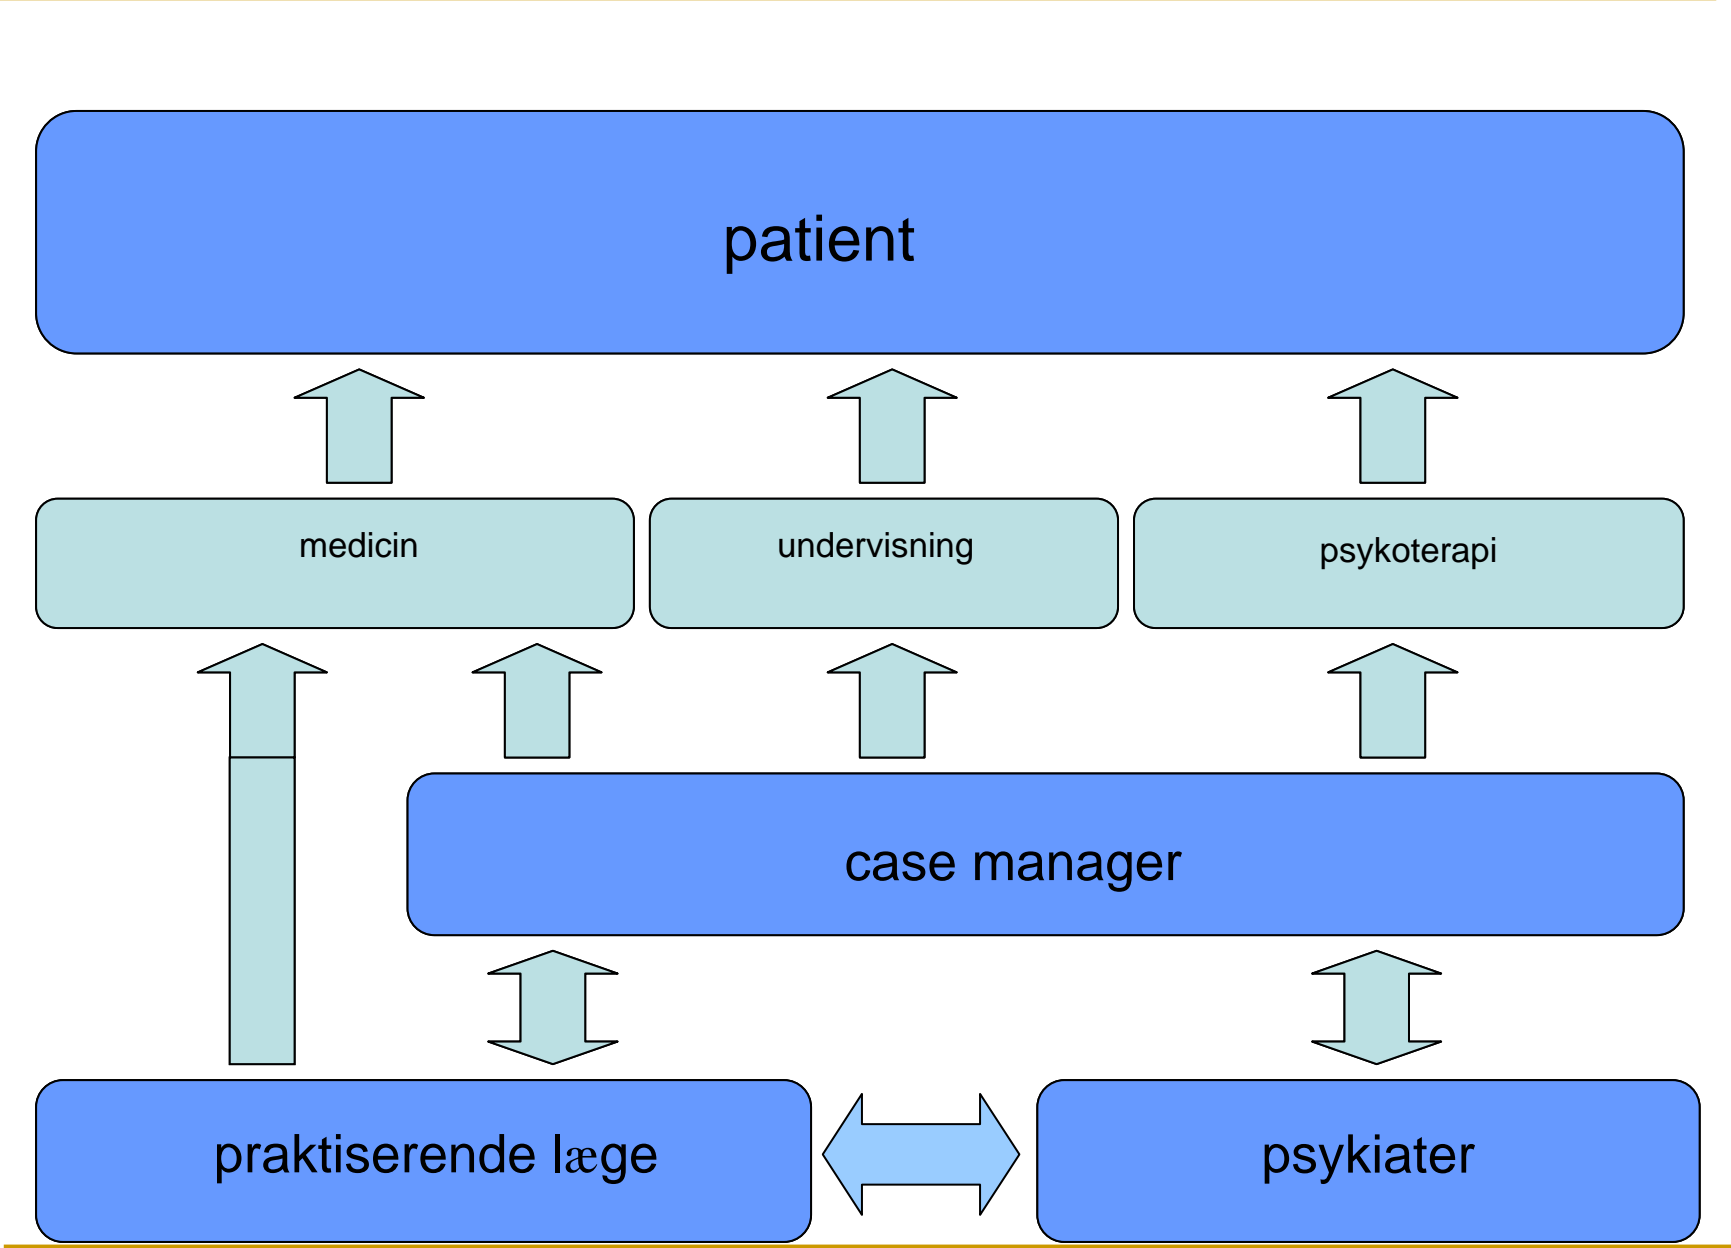 patient
medicin
undervisning
psykoterapi
case manager
praktiserende læge
psykiater